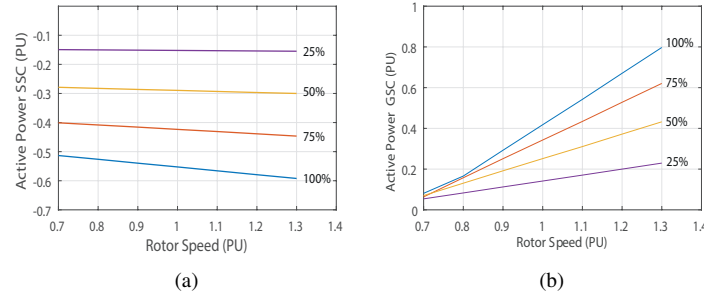 -0.1
-0.2
-0.3
-0.4
-0.5
-0.6
-0.7
Active Power SSC (PU)
25%
50%
75%
100%
0.7 0.8 0.9 1 1.1 1.2 1.3 1.4
Rotor Speed (PU)
(a)
1
0.8
0.6
0.4
0.2
0
Active Power GSC (PU)
100%
75%
50%
25%
0.7 0.8 0.9 1 1.1 1.2 1.3 1.4
Rotor Speed (PU)
(b)